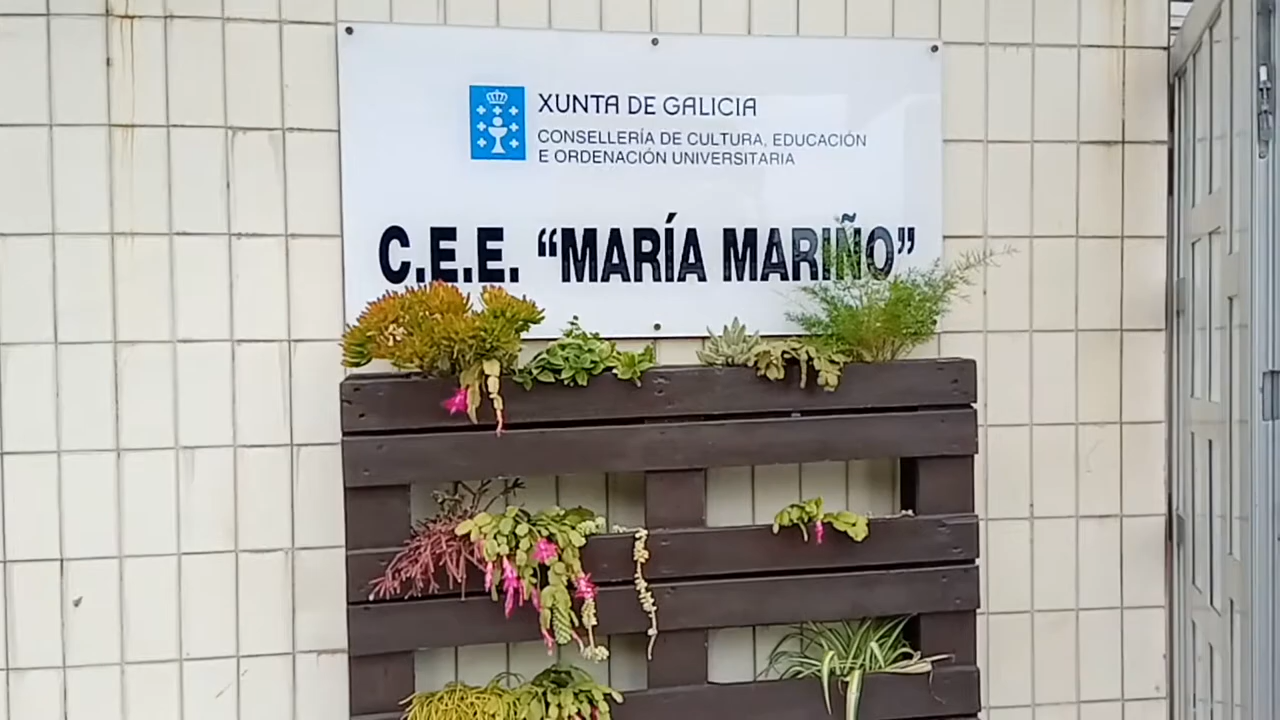 XUNTA DE GALICIA
CONSELLERÍA DE CULTURA, EDUCACIÓN
E ORDENACIÓN UNIVERSITARIA
C.E.E. “MARÍA MARIÑO”